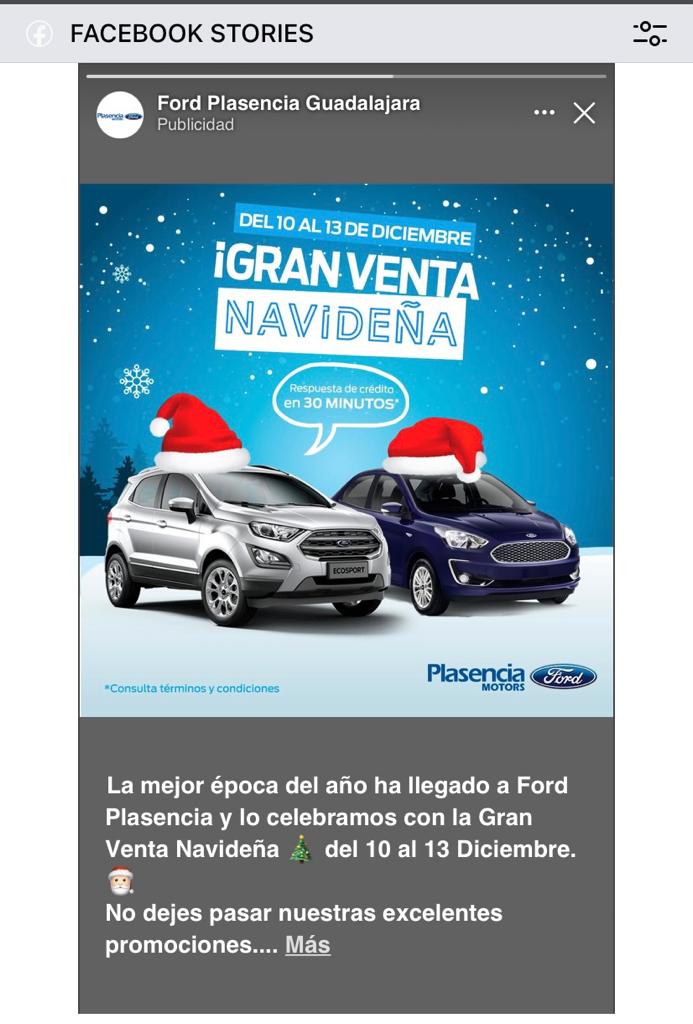 FACEBOOK STORIES
Ford Plasencia Guadalajara
Publicidad
Plasencia Ford
DEL 10 AL 13 DE DICIEMBRE
¡GRAN VENTA
NAVIDEÑA
Respuesta de crédito
en 30 MINUTOS*
ECOSPORT
Plasencia
MOTORS
Ford
*Consulta términos y condiciones
La mejor época del año ha llegado a Ford
Plasencia y lo celebramos con la Gran
Venta Navideña 🎄 del 10 al 13 Diciembre.
🎅🏻
No dejes pasar nuestras excelentes
promociones.... Más